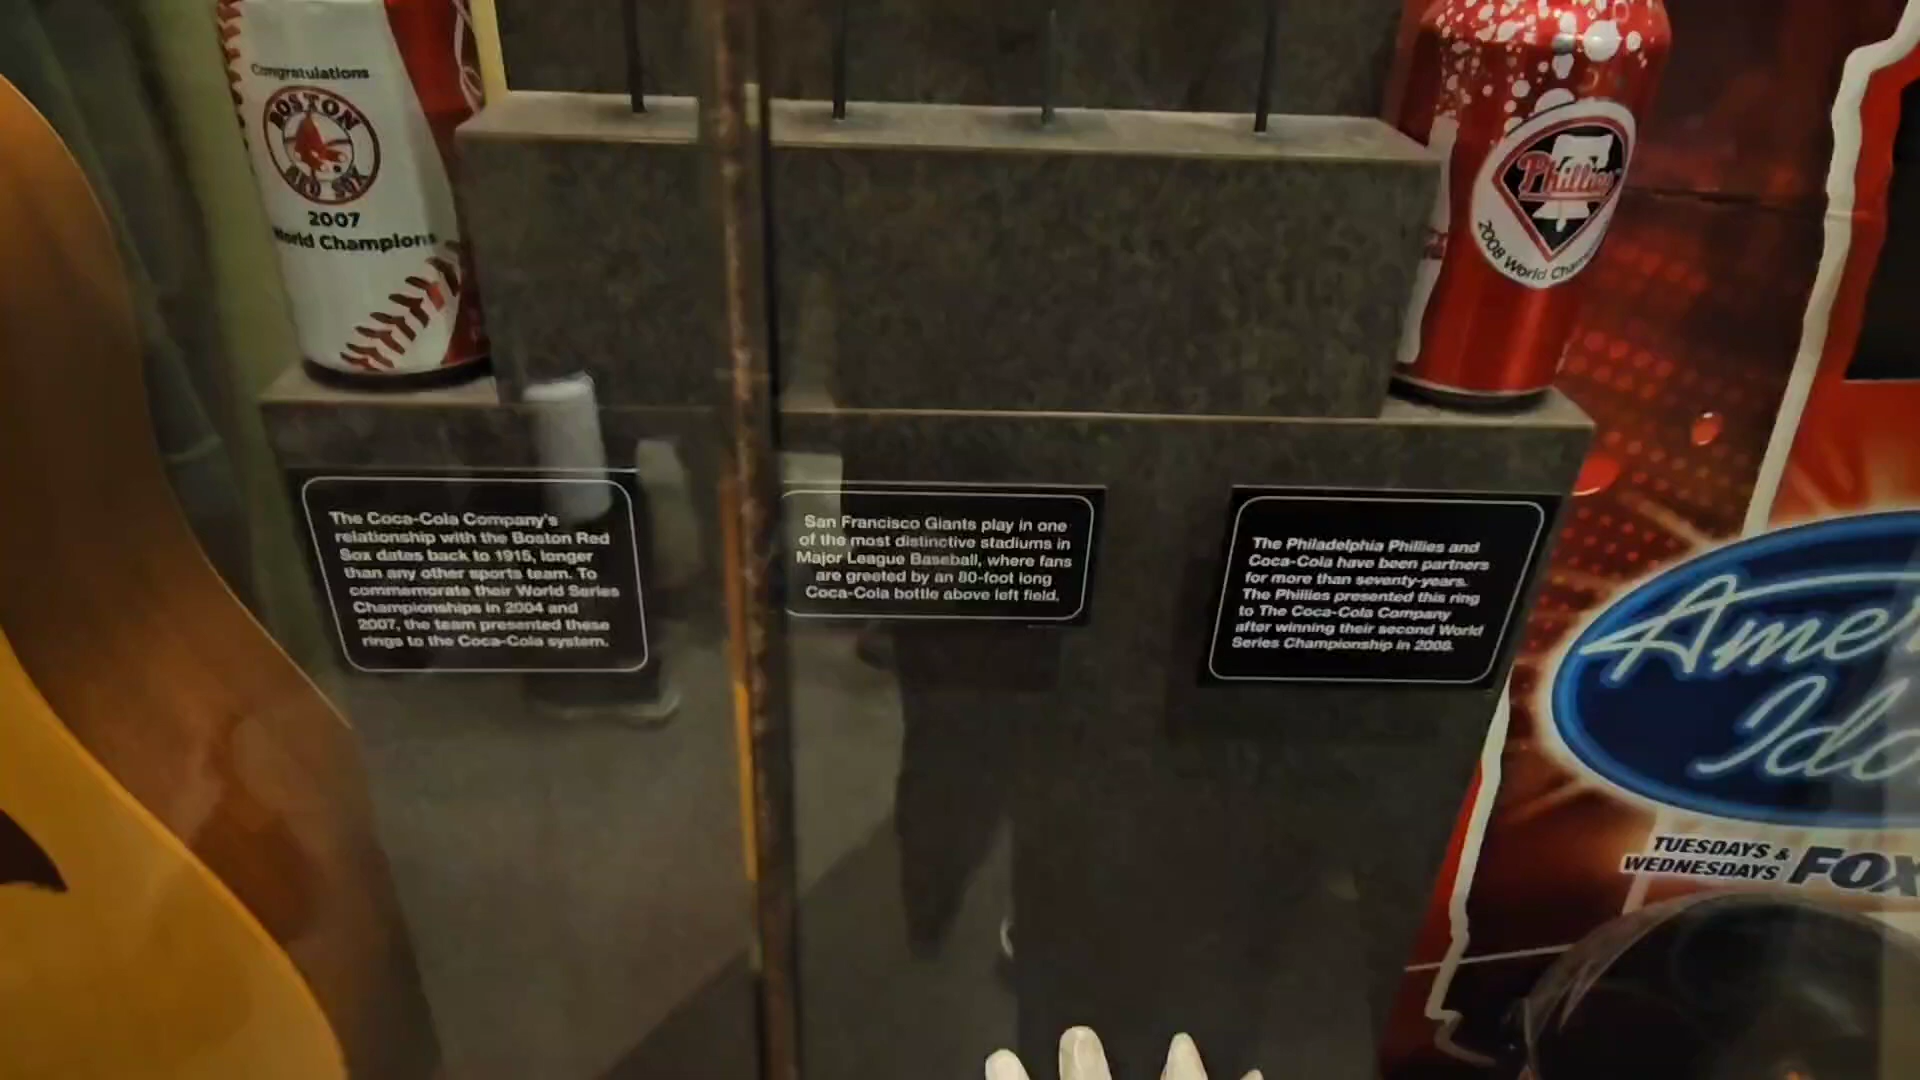 Congratulations
BOSTON
RED SOX
2007
World Champions
Phillies
2008 World
The Coca-Cola Company's
relationship with the Boston Red
Sox dates back to 1915, longer
than any other sports team. To
commemorate their World Series
Championships in 2004 and
2007, the team presented these
rings to the Coca-Cola system.
San Francisco Giants play in one
of the most distinctive stadiums in
Major League Baseball, where fans
are greeted by an 80-foot long
Coca-Cola bottle above left field.
The Philadelphia Phillies and
Coca-Cola have been partners
for more than seventy-years.
The Phillies presented this ring
to The Coca-Cola Company
after winning their second World
Series Championship in 2008.
TUESDAYS &
WEDNESDAYS FOX